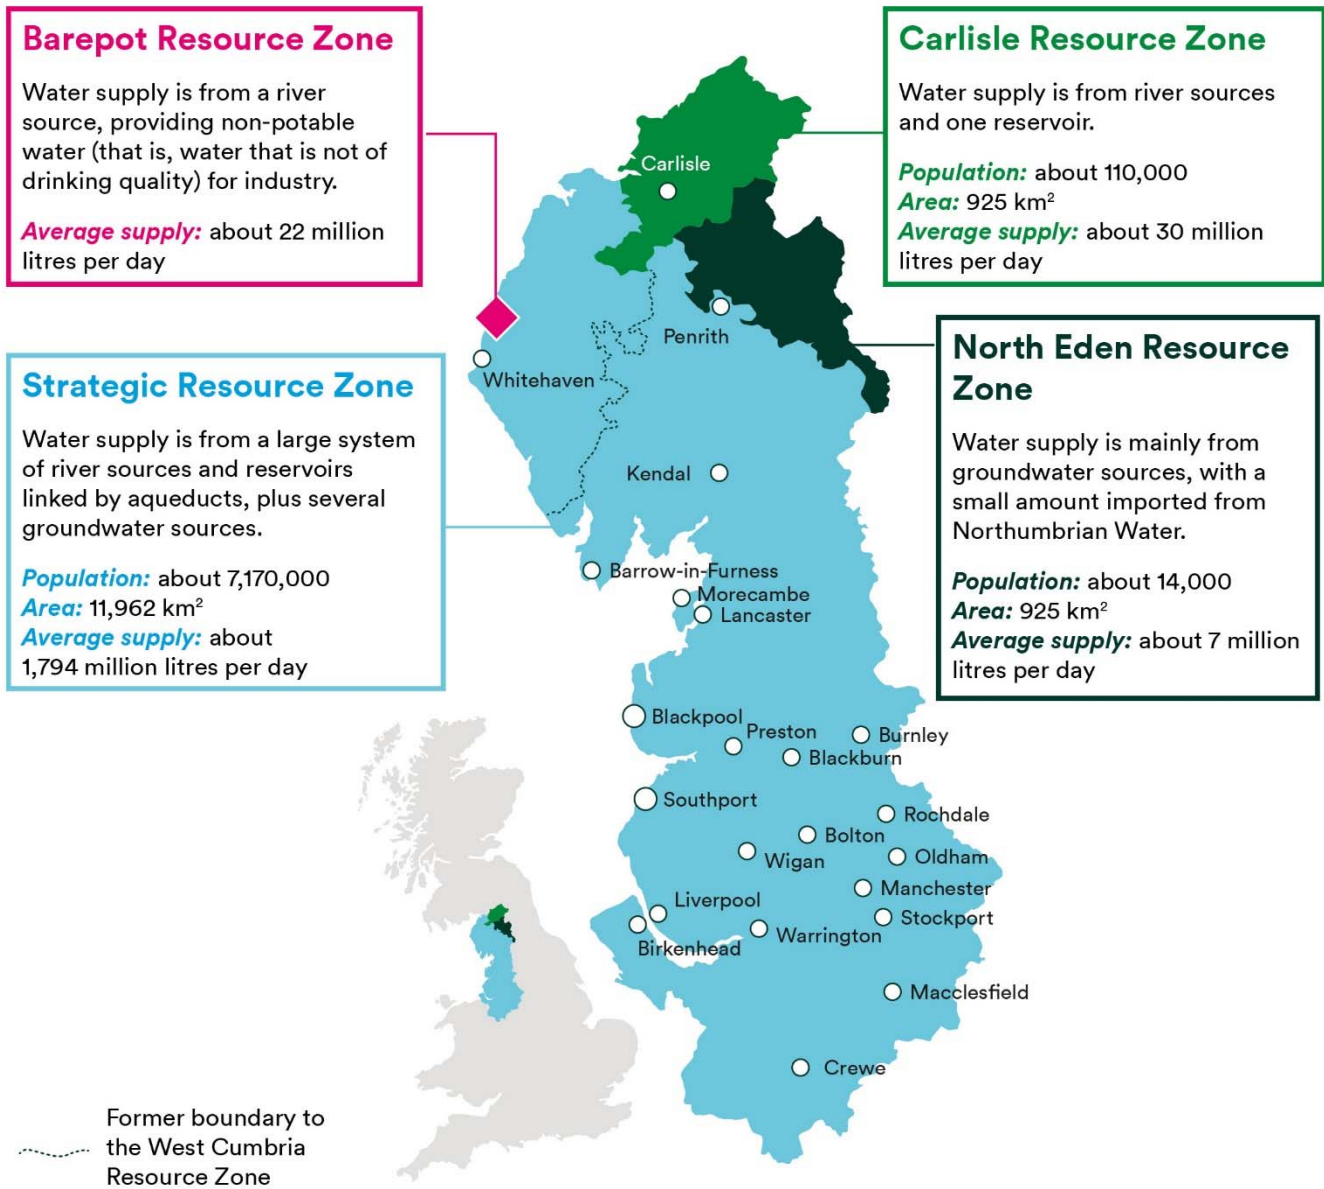 Barepot Resource Zone
Water supply is from a river
source, providing non-potable
water (that is, water that is not of
drinking quality) for industry.
Average supply: about 22 million
litres per day
Carlisle Resource Zone
Water supply is from river sources
and one reservoir.
Population: about 110,000
Area: 925 km²
Average supply: about 30 million
litres per day
Strategic Resource Zone
Water supply is from a large system
of river sources and reservoirs
linked by aqueducts, plus several
groundwater sources.
Population: about 7,170,000
Area: 11,962 km²
Average supply: about
1,794 million litres per day
North Eden Resource
Zone
Water supply is mainly from
groundwater sources, with a
small amount imported from
Northumbrian Water.
Population: about 14,000
Area: 925 km²
Average supply: about 7 million
litres per day
Carlisle
Penrith
Whitehaven
Kendal
Barrow-in-Furness
Morecambe
Lancaster
Blackpool
Preston
Burnley
Blackburn
Southport
Rochdale
Bolton
Wigan
Oldham
Manchester
Liverpool
Stockport
Birkenhead
Warrington
Macclesfield
Crewe
Former boundary to
the West Cumbria
Resource Zone